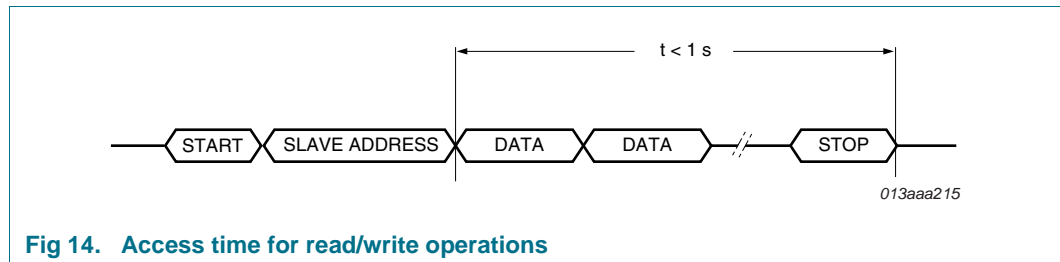 t < 1 s
START SLAVE ADDRESS DATA DATA STOP
013aaa215
Fig 14. Access time for read/write operations